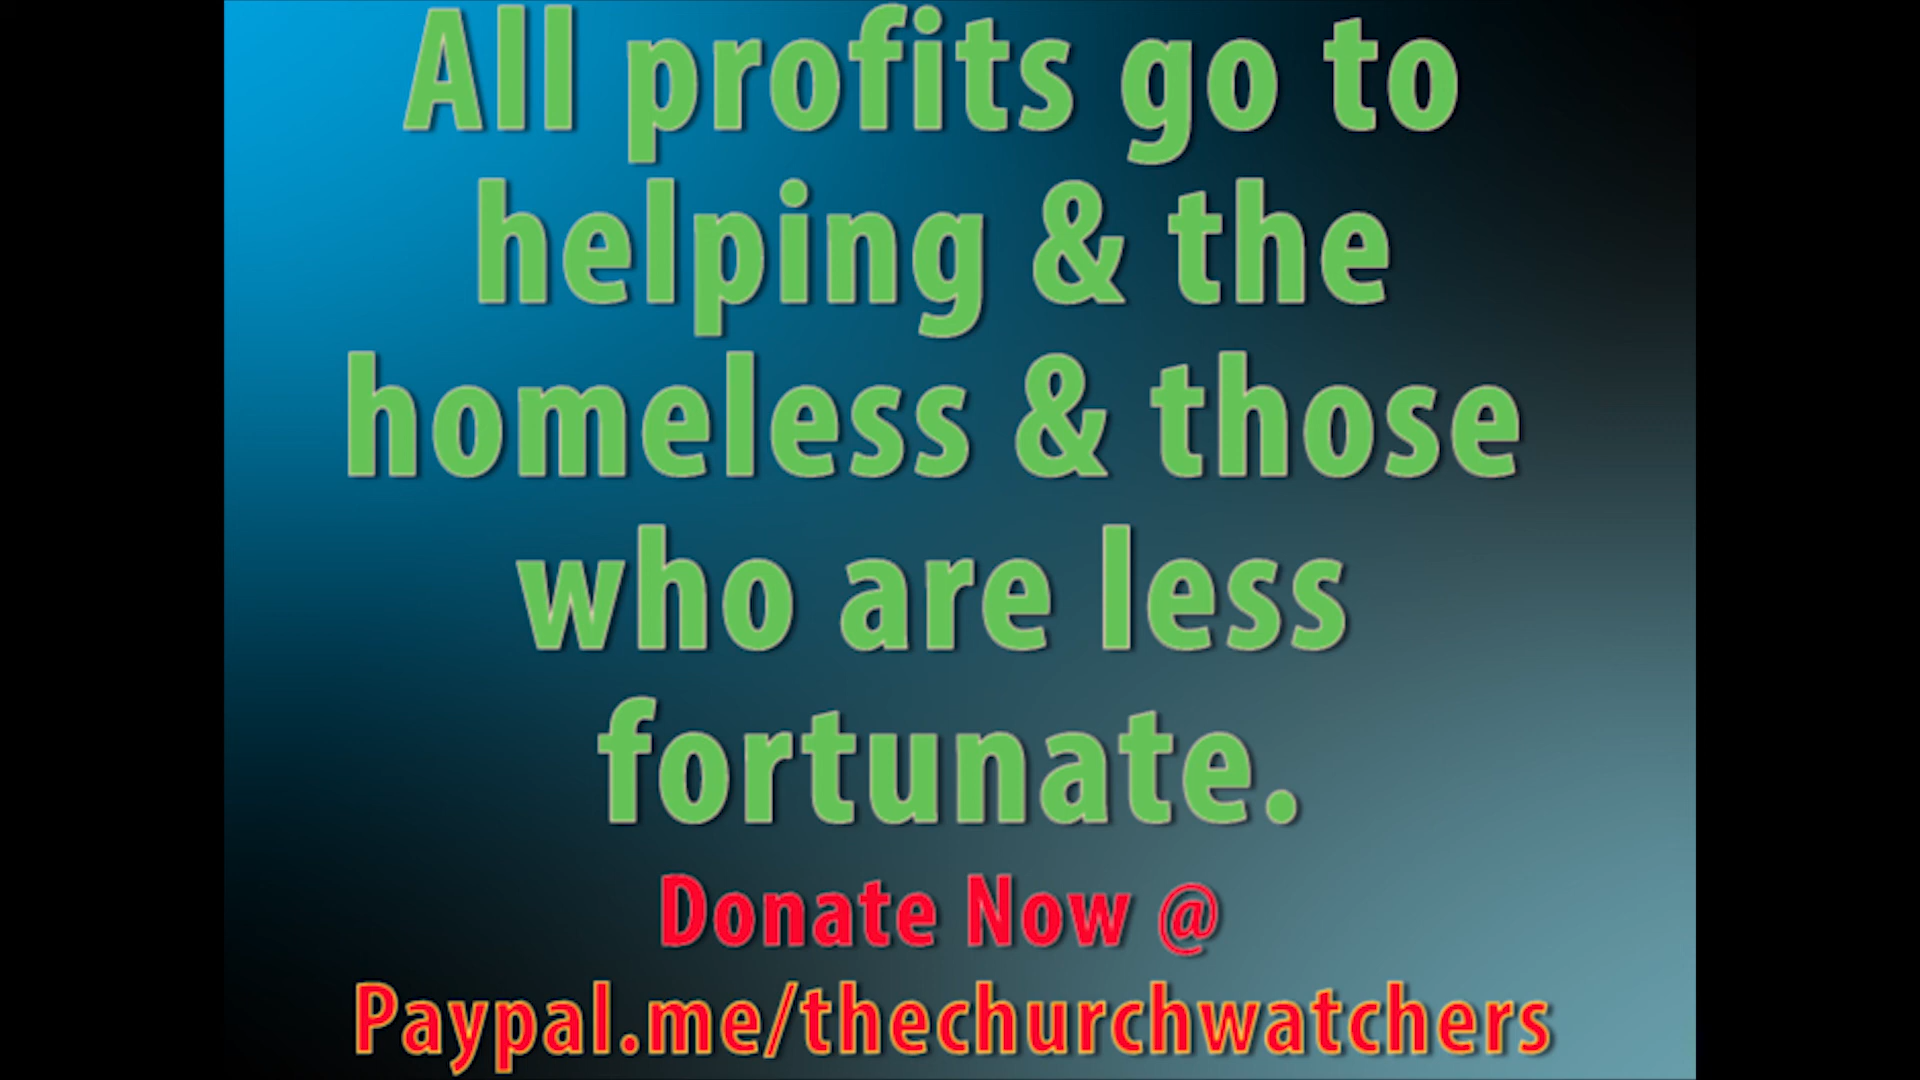 All profits go to
helping & the
homeless & those
who are less
fortunate.
Donate Now @
Paypal.me/thechurchwatchers